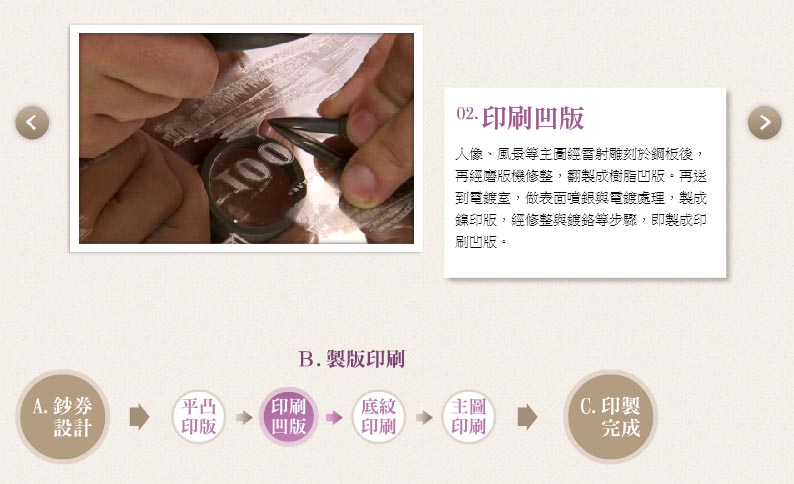 100
02.印刷凹版
人像、風景等主圖經雷射雕刻於鋼板後，
再經磨版機修整，翻製成樹脂凹版。再送
到電鍍室，做表面噴銀與電鍍處理，製成
鎳印版，經修整與鍍鉻等步驟，即製成印
刷凹版。
B.製版印刷
A.鈔券
設計
平凸
印版
印刷
凹版
底紋
印刷
主圖
印刷
C.印製
完成